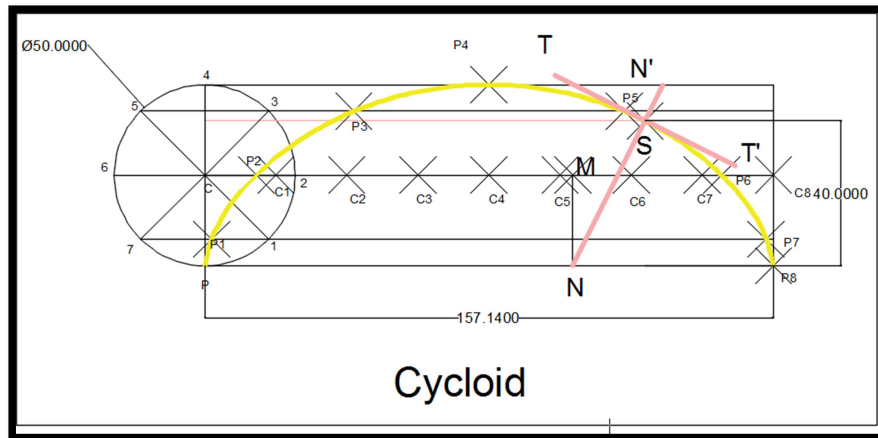 Ø50.0000
P4
T
N'
4
5
3
P5
P3
S
T'
P2
6
C
C1
2
C2
C3
C4
C5
M
C6
C7
P6
C8
40.0000
7
P1
1
P7
P
N
P8
157.1400
Cycloid